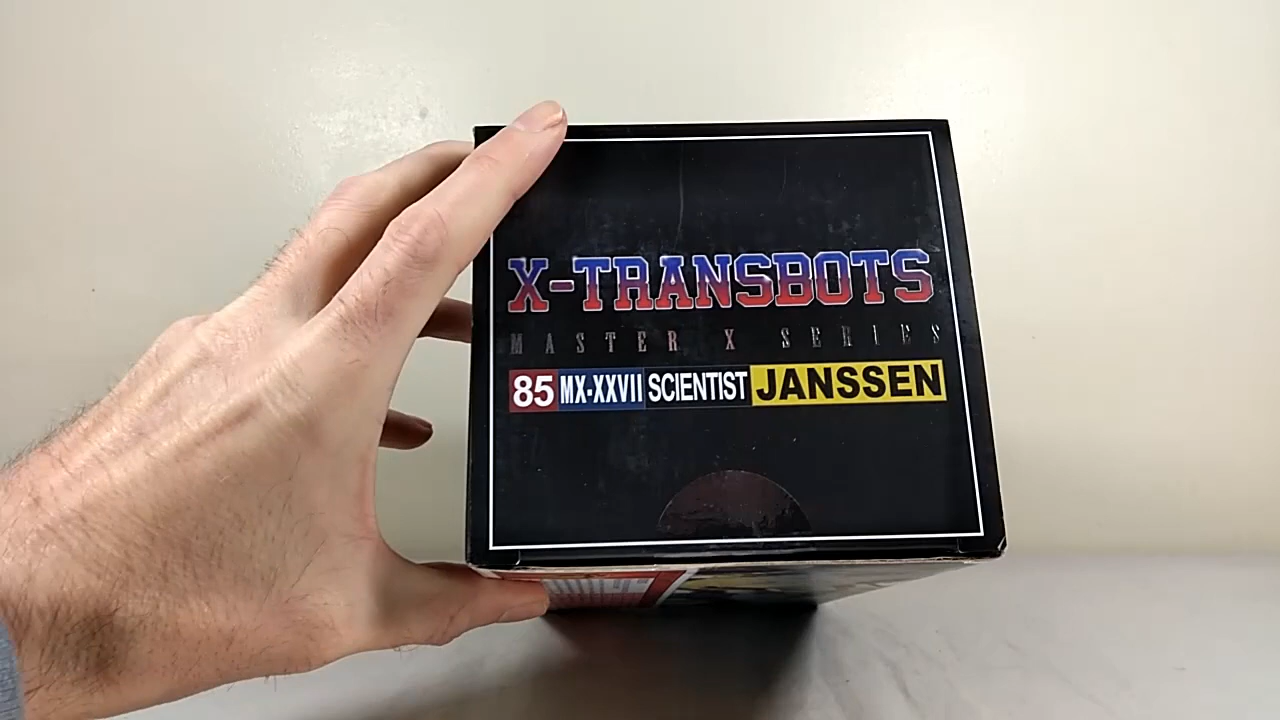 X-TRANSBOTS
MASTER X SERIES
85 MX-XXVII SCIENTIST JANSSEN